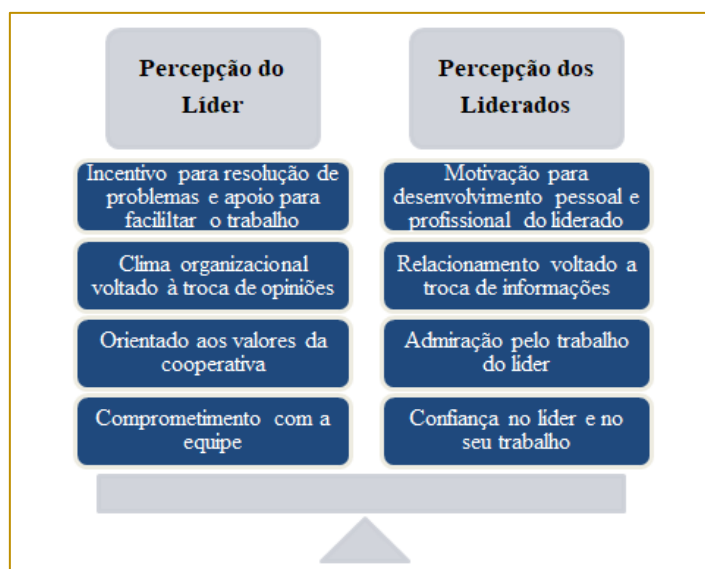 Percepção do
Líder
Percepção dos
Liderados
Incentivo para resolução de
problemas e apoio para
facililtar o trabalho
Motivação para
desenvolvimento pessoal e
profissional do liderado
Clima organizacional
voltado à troca de opiniões
Relacionamento voltado a
troca de informações
Orientado aos valores da
cooperativa
Admiração pelo trabalho
do líder
Comprometimento com a
equipe
Confiança no líder e no
seu trabalho